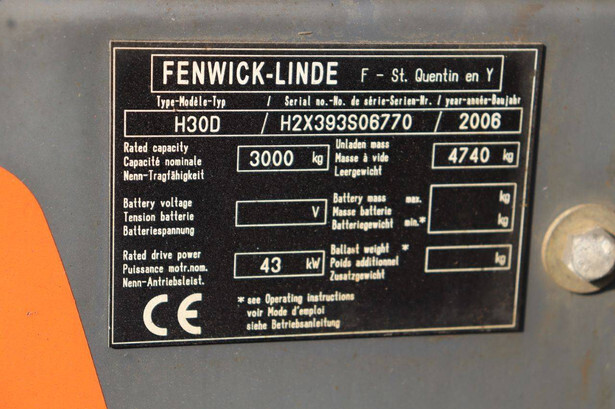 FENWICK-LINDE F - St. Quentin en Y
Type-Modèle-Typ / Serial no.-No. de série-Serien-Nr. / year-année-Baujahr
H30D / H2X393S06770 / 2006
Rated capacity
Capacité nominale
Nenn-Tragfähigkeit
3000 kg
Unladen mass
Masse à vide
Leergewicht
4740 kg
Battery voltage
Tension batterie
Batteriespannung
V
Battery mass max.
Masse batterie
Batteriegewicht min.*
kg
kg
Rated drive power
Puissance motr.nom.
Nenn-Antriebsleist.
43 kW
Ballast weight *
Poids additionnel
Zusatzgewicht
kg
CE
* see Operating instructions
voir Mode d'emploi
siehe Betriebsanleitung